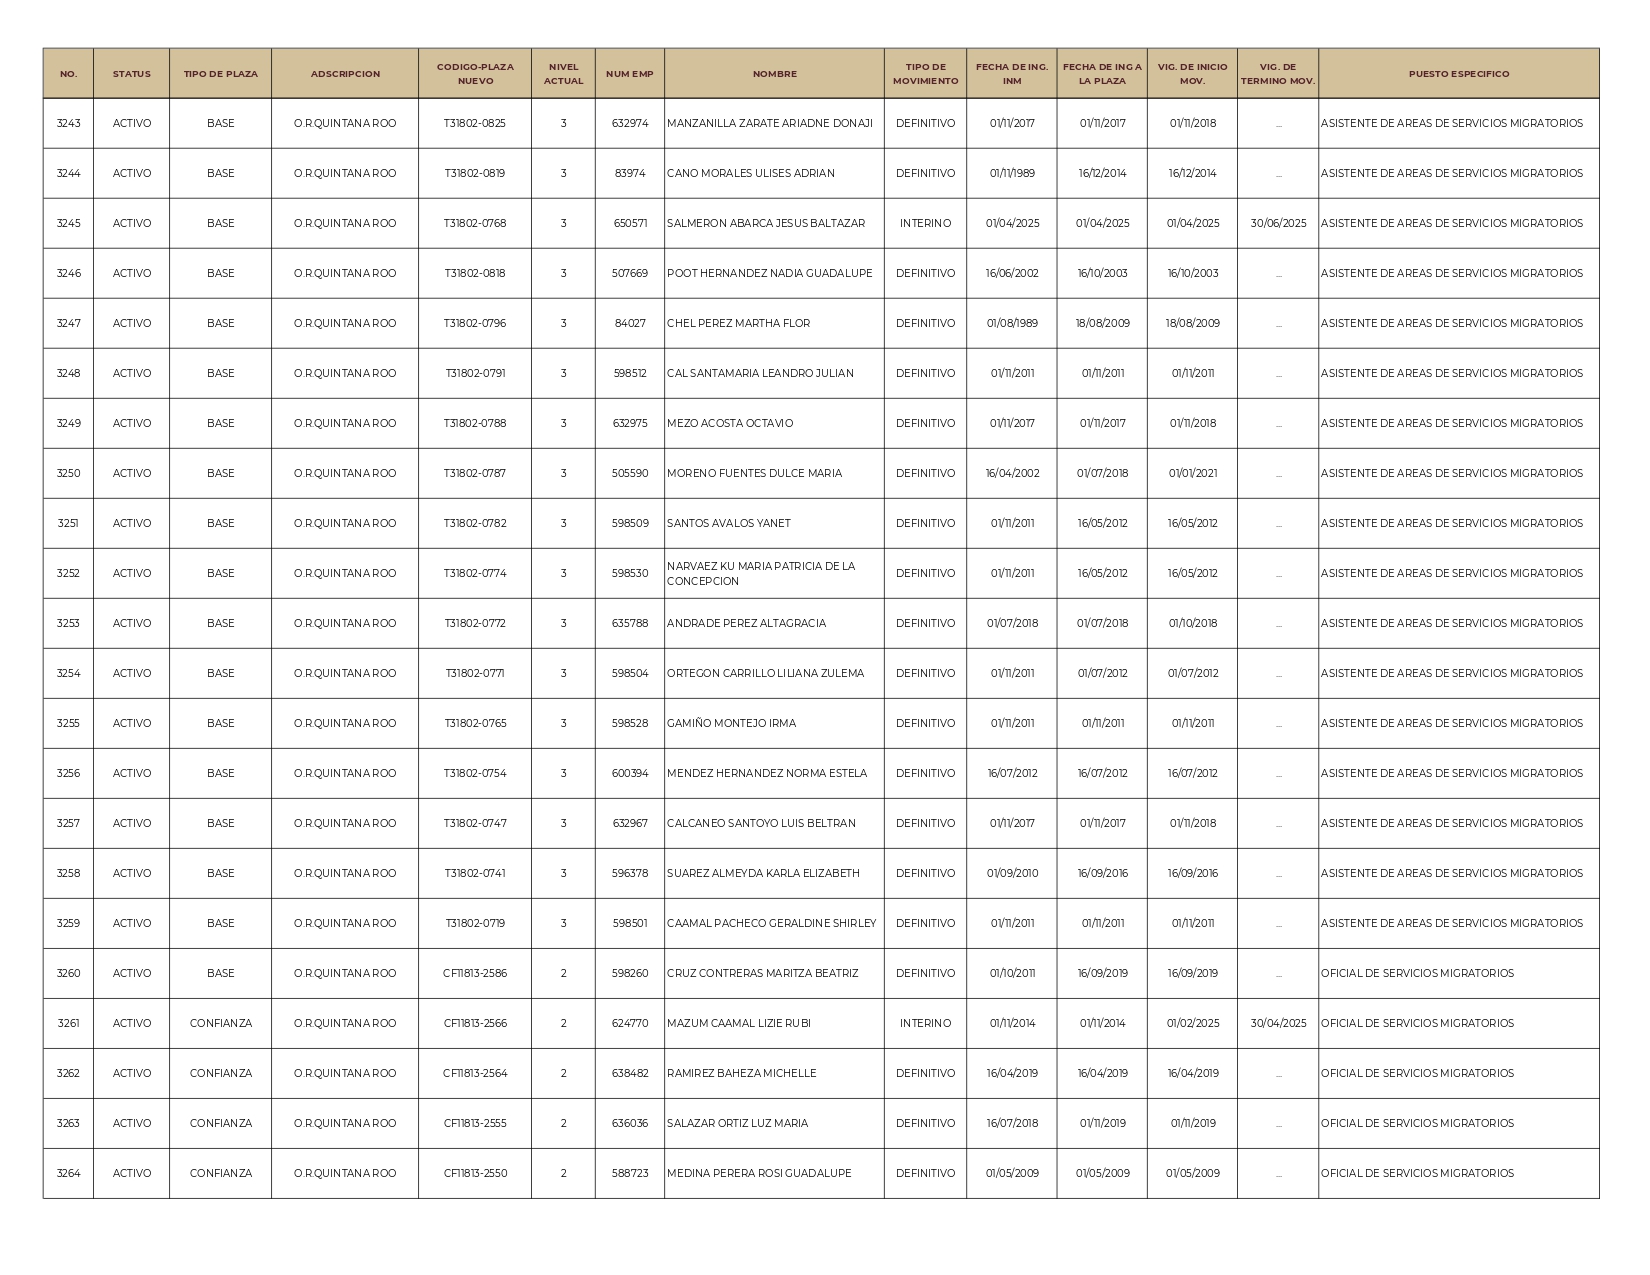 NO. STATUS TIPO DE PLAZA ADSCRIPCION CODIGO-PLAZA NUEVO NIVEL ACTUAL NUM EMP NOMBRE TIPO DE MOVIMIENTO FECHA DE ING. INM FECHA DE ING A LA PLAZA VIG. DE INICIO MOV. VIG. DE TERMINO MOV. PUESTO ESPECIFICO
3243 ACTIVO BASE O.R.QUINTANA ROO T31802-0825 3 632974 MANZANILLA ZARATE ARIADNE DONAJI DEFINITIVO 01/11/2017 01/11/2017 01/11/2018 ... ASISTENTE DE AREAS DE SERVICIOS MIGRATORIOS
3244 ACTIVO BASE O.R.QUINTANA ROO T31802-0819 3 83974 CANO MORALES ULISES ADRIAN DEFINITIVO 01/11/1989 16/12/2014 16/12/2014 ... ASISTENTE DE AREAS DE SERVICIOS MIGRATORIOS
3245 ACTIVO BASE O.R.QUINTANA ROO T31802-0768 3 650571 SALMERON ABARCA JESUS BALTAZAR INTERINO 01/04/2025 01/04/2025 01/04/2025 30/06/2025 ASISTENTE DE AREAS DE SERVICIOS MIGRATORIOS
3246 ACTIVO BASE O.R.QUINTANA ROO T31802-0818 3 507669 POOT HERNANDEZ NADIA GUADALUPE DEFINITIVO 16/06/2002 16/10/2003 16/10/2003 ... ASISTENTE DE AREAS DE SERVICIOS MIGRATORIOS
3247 ACTIVO BASE O.R.QUINTANA ROO T31802-0796 3 84027 CHEL PEREZ MARTHA FLOR DEFINITIVO 01/08/1989 18/08/2009 18/08/2009 ... ASISTENTE DE AREAS DE SERVICIOS MIGRATORIOS
3248 ACTIVO BASE O.R.QUINTANA ROO T31802-0791 3 598512 CAL SANTAMARIA LEANDRO JULIAN DEFINITIVO 01/11/2011 01/11/2011 01/11/2011 ... ASISTENTE DE AREAS DE SERVICIOS MIGRATORIOS
3249 ACTIVO BASE O.R.QUINTANA ROO T31802-0788 3 632975 MEZO ACOSTA OCTAVIO DEFINITIVO 01/11/2017 01/11/2017 01/11/2018 ... ASISTENTE DE AREAS DE SERVICIOS MIGRATORIOS
3250 ACTIVO BASE O.R.QUINTANA ROO T31802-0787 3 505590 MORENO FUENTES DULCE MARIA DEFINITIVO 16/04/2002 01/07/2018 01/01/2021 ... ASISTENTE DE AREAS DE SERVICIOS MIGRATORIOS
3251 ACTIVO BASE O.R.QUINTANA ROO T31802-0782 3 598509 SANTOS AVALOS YANET DEFINITIVO 01/11/2011 16/05/2012 16/05/2012 ... ASISTENTE DE AREAS DE SERVICIOS MIGRATORIOS
3252 ACTIVO BASE O.R.QUINTANA ROO T31802-0774 3 598530 NARVAEZ KU MARIA PATRICIA DE LA CONCEPCION DEFINITIVO 01/11/2011 16/05/2012 16/05/2012 ... ASISTENTE DE AREAS DE SERVICIOS MIGRATORIOS
3253 ACTIVO BASE O.R.QUINTANA ROO T31802-0772 3 635788 ANDRADE PEREZ ALTAGRACIA DEFINITIVO 01/07/2018 01/07/2018 01/10/2018 ... ASISTENTE DE AREAS DE SERVICIOS MIGRATORIOS
3254 ACTIVO BASE O.R.QUINTANA ROO T31802-0771 3 598504 ORTEGON CARRILLO LILIANA ZULEMA DEFINITIVO 01/11/2011 01/07/2012 01/07/2012 ... ASISTENTE DE AREAS DE SERVICIOS MIGRATORIOS
3255 ACTIVO BASE O.R.QUINTANA ROO T31802-0765 3 598528 GAMIÑO MONTEJO IRMA DEFINITIVO 01/11/2011 01/11/2011 01/11/2011 ... ASISTENTE DE AREAS DE SERVICIOS MIGRATORIOS
3256 ACTIVO BASE O.R.QUINTANA ROO T31802-0754 3 600394 MENDEZ HERNANDEZ NORMA ESTELA DEFINITIVO 16/07/2012 16/07/2012 16/07/2012 ... ASISTENTE DE AREAS DE SERVICIOS MIGRATORIOS
3257 ACTIVO BASE O.R.QUINTANA ROO T31802-0747 3 632967 CALCANEO SANTOYO LUIS BELTRAN DEFINITIVO 01/11/2017 01/11/2017 01/11/2018 ... ASISTENTE DE AREAS DE SERVICIOS MIGRATORIOS
3258 ACTIVO BASE O.R.QUINTANA ROO T31802-0741 3 596378 SUAREZ ALMEYDA KARLA ELIZABETH DEFINITIVO 01/09/2010 16/09/2016 16/09/2016 ... ASISTENTE DE AREAS DE SERVICIOS MIGRATORIOS
3259 ACTIVO BASE O.R.QUINTANA ROO T31802-0719 3 598501 CAAMAL PACHECO GERALDINE SHIRLEY DEFINITIVO 01/11/2011 01/11/2011 01/11/2011 ... ASISTENTE DE AREAS DE SERVICIOS MIGRATORIOS
3260 ACTIVO BASE O.R.QUINTANA ROO CF11813-2586 2 598260 CRUZ CONTRERAS MARITZA BEATRIZ DEFINITIVO 01/10/2011 16/09/2019 16/09/2019 ... OFICIAL DE SERVICIOS MIGRATORIOS
3261 ACTIVO CONFIANZA O.R.QUINTANA ROO CF11813-2566 2 624770 MAZUM CAAMAL LIZIE RUBI INTERINO 01/11/2014 01/11/2014 01/02/2025 30/04/2025 OFICIAL DE SERVICIOS MIGRATORIOS
3262 ACTIVO CONFIANZA O.R.QUINTANA ROO CF11813-2564 2 638482 RAMIREZ BAHEZA MICHELLE DEFINITIVO 16/04/2019 16/04/2019 16/04/2019 ... OFICIAL DE SERVICIOS MIGRATORIOS
3263 ACTIVO CONFIANZA O.R.QUINTANA ROO CF11813-2555 2 636036 SALAZAR ORTIZ LUZ MARIA DEFINITIVO 16/07/2018 01/11/2019 01/11/2019 ... OFICIAL DE SERVICIOS MIGRATORIOS
3264 ACTIVO CONFIANZA O.R.QUINTANA ROO CF11813-2550 2 588723 MEDINA PERERA ROSI GUADALUPE DEFINITIVO 01/05/2009 01/05/2009 01/05/2009 ... OFICIAL DE SERVICIOS MIGRATORIOS